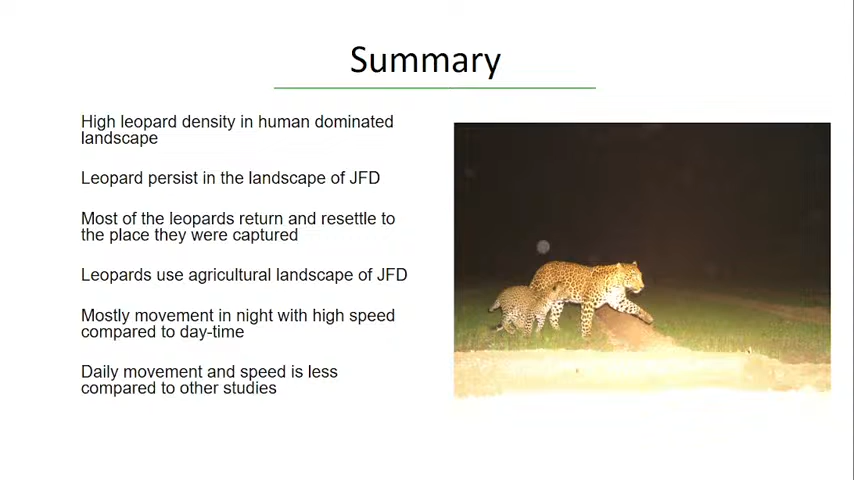 Summary
High leopard density in human dominated
landscape
Leopard persist in the landscape of JFD
Most of the leopards return and resettle to
the place they were captured
Leopards use agricultural landscape of JFD
Mostly movement in night with high speed
compared to day-time
Daily movement and speed is less
compared to other studies